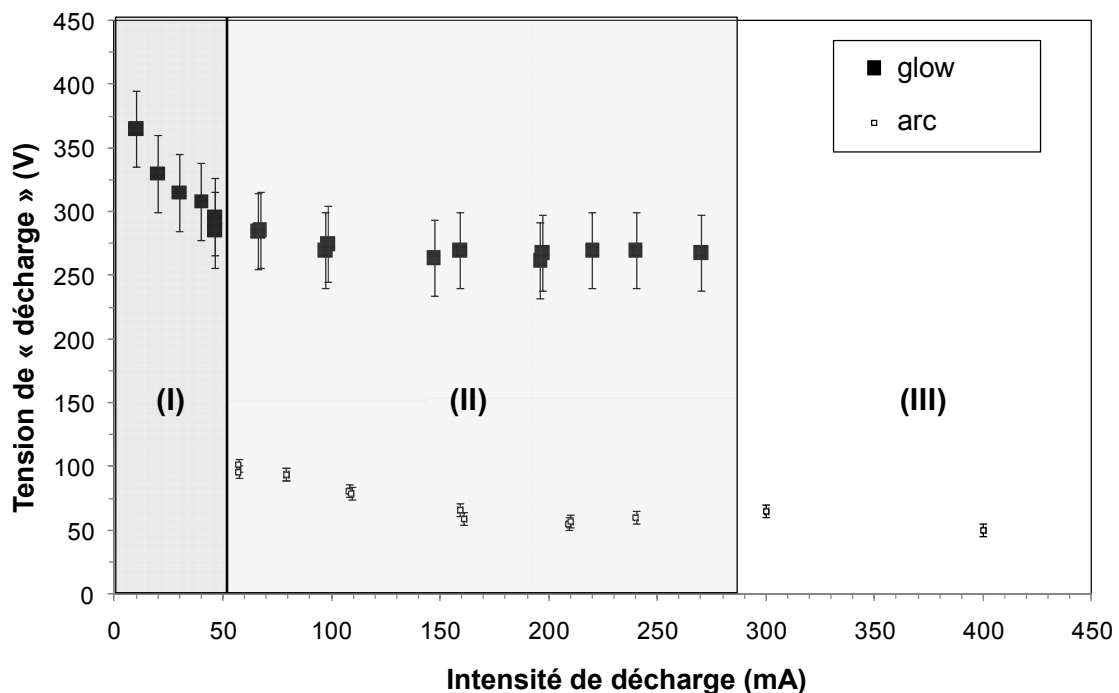 450
400
350
300
250
200
150
100
50
0
Tension de « décharge » (V)
glow
arc
(I)
(II)
(III)
0 50 100 150 200 250 300 350 400 450
Intensité de décharge (mA)